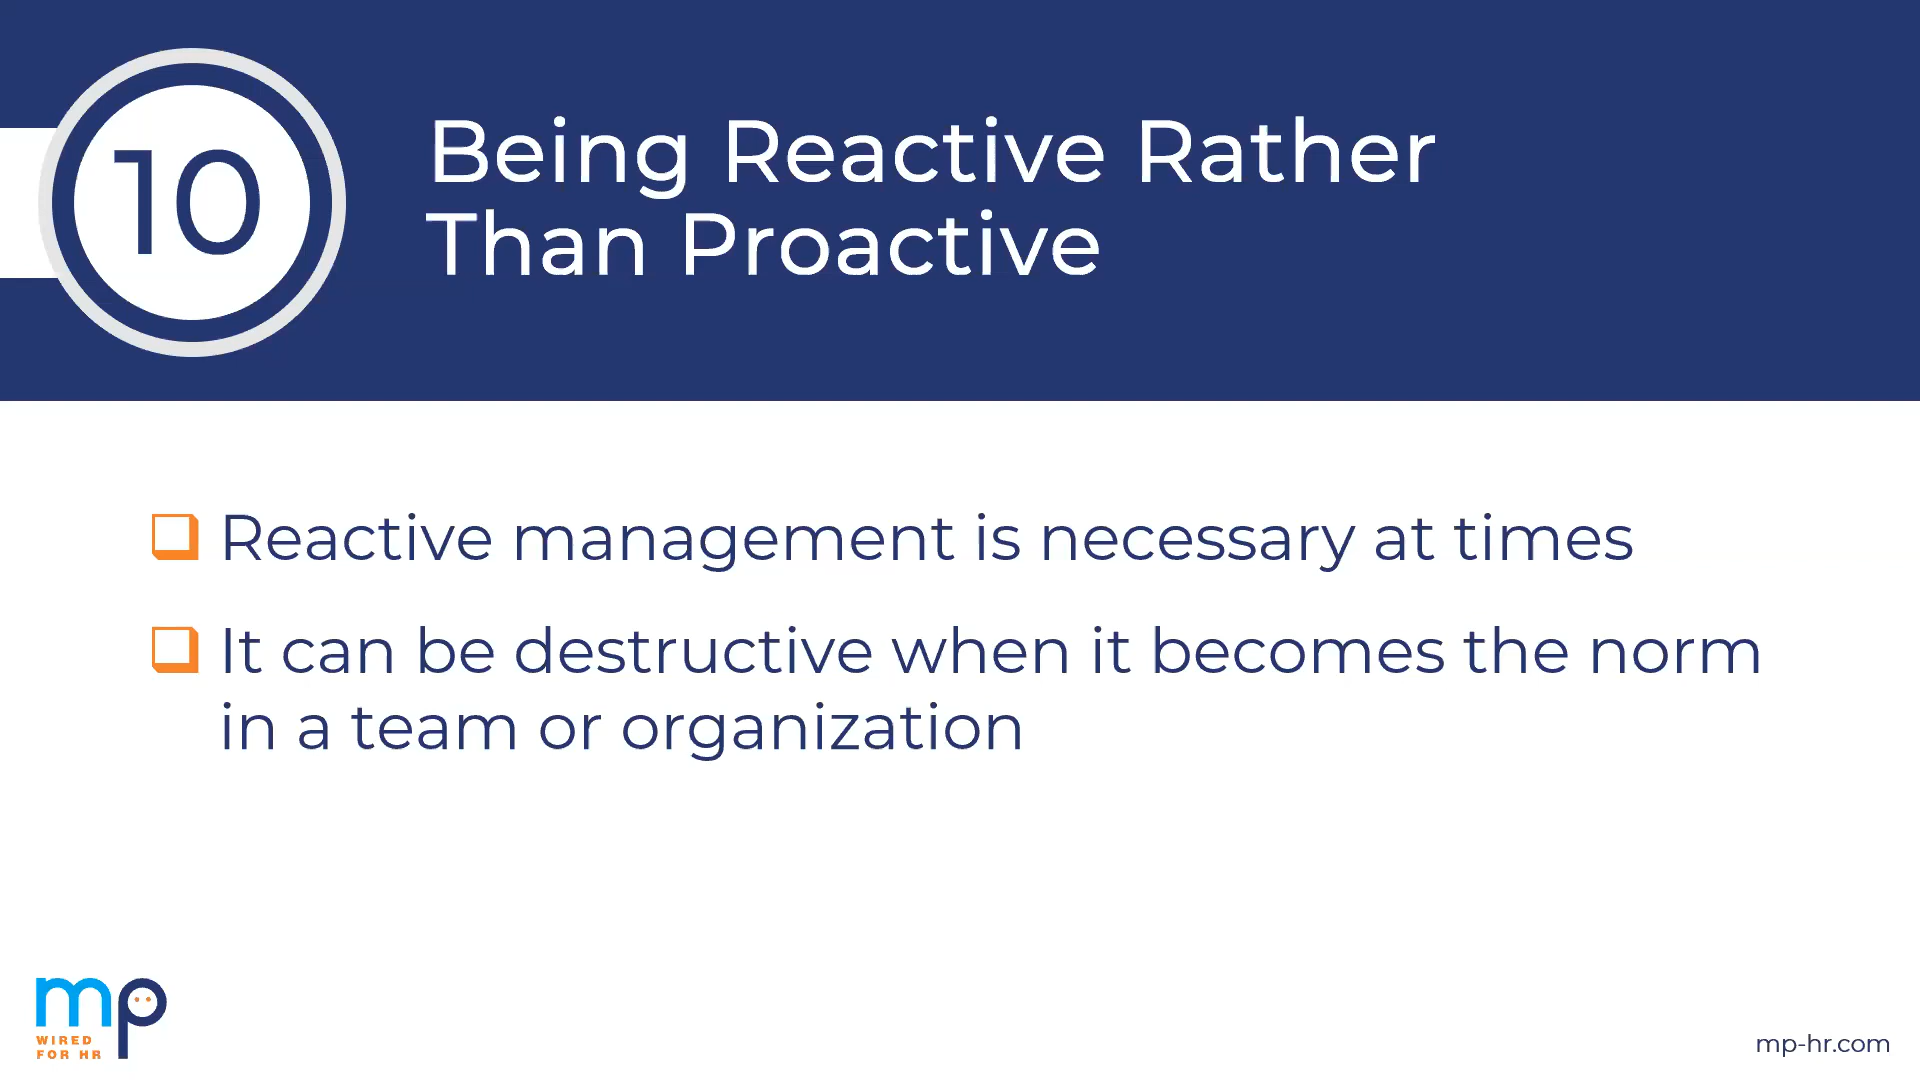 10
Being Reactive Rather
Than Proactive
Reactive management is necessary at times
It can be destructive when it becomes the norm
in a team or organization
mp
WIRED
FOR HR
mp-hr.com